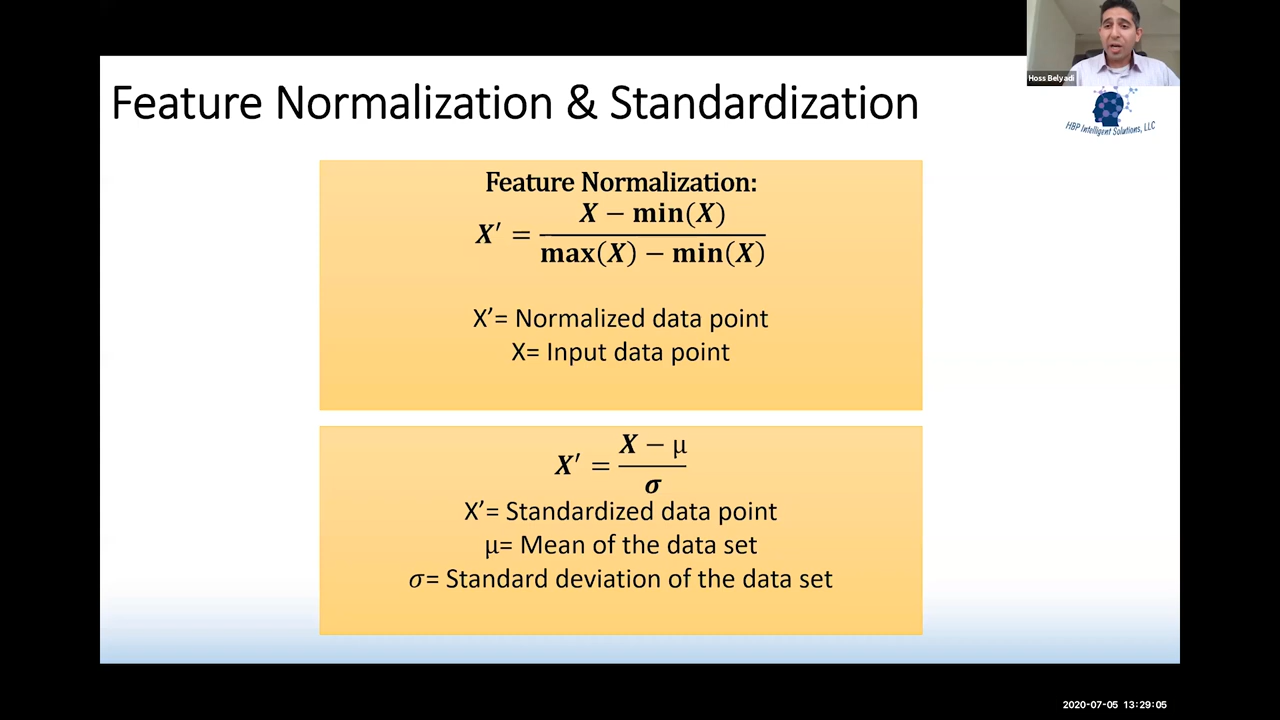 Hoss Belyadi
Feature Normalization & Standardization
HBP Intelligent Solutions, LLC
Feature Normalization:
X′ = (X − min(X)) / (max(X) − min(X))
X’= Normalized data point
X= Input data point
X′ = (X − μ) / σ
X’= Standardized data point
μ= Mean of the data set
σ= Standard deviation of the data set
2020-07-05 13:29:05